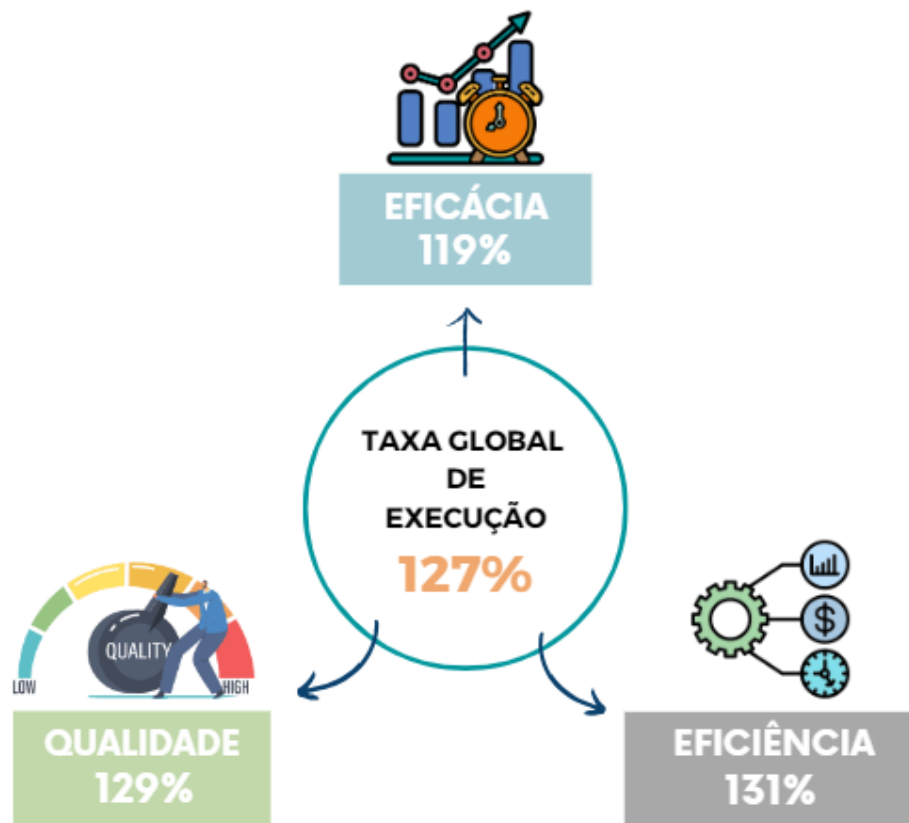 EFICÁCIA
119%
TAXA GLOBAL
DE
EXECUÇÃO
127%
QUALITY
LOW
HIGH
QUALIDADE
129%
$
EFICIÊNCIA
131%